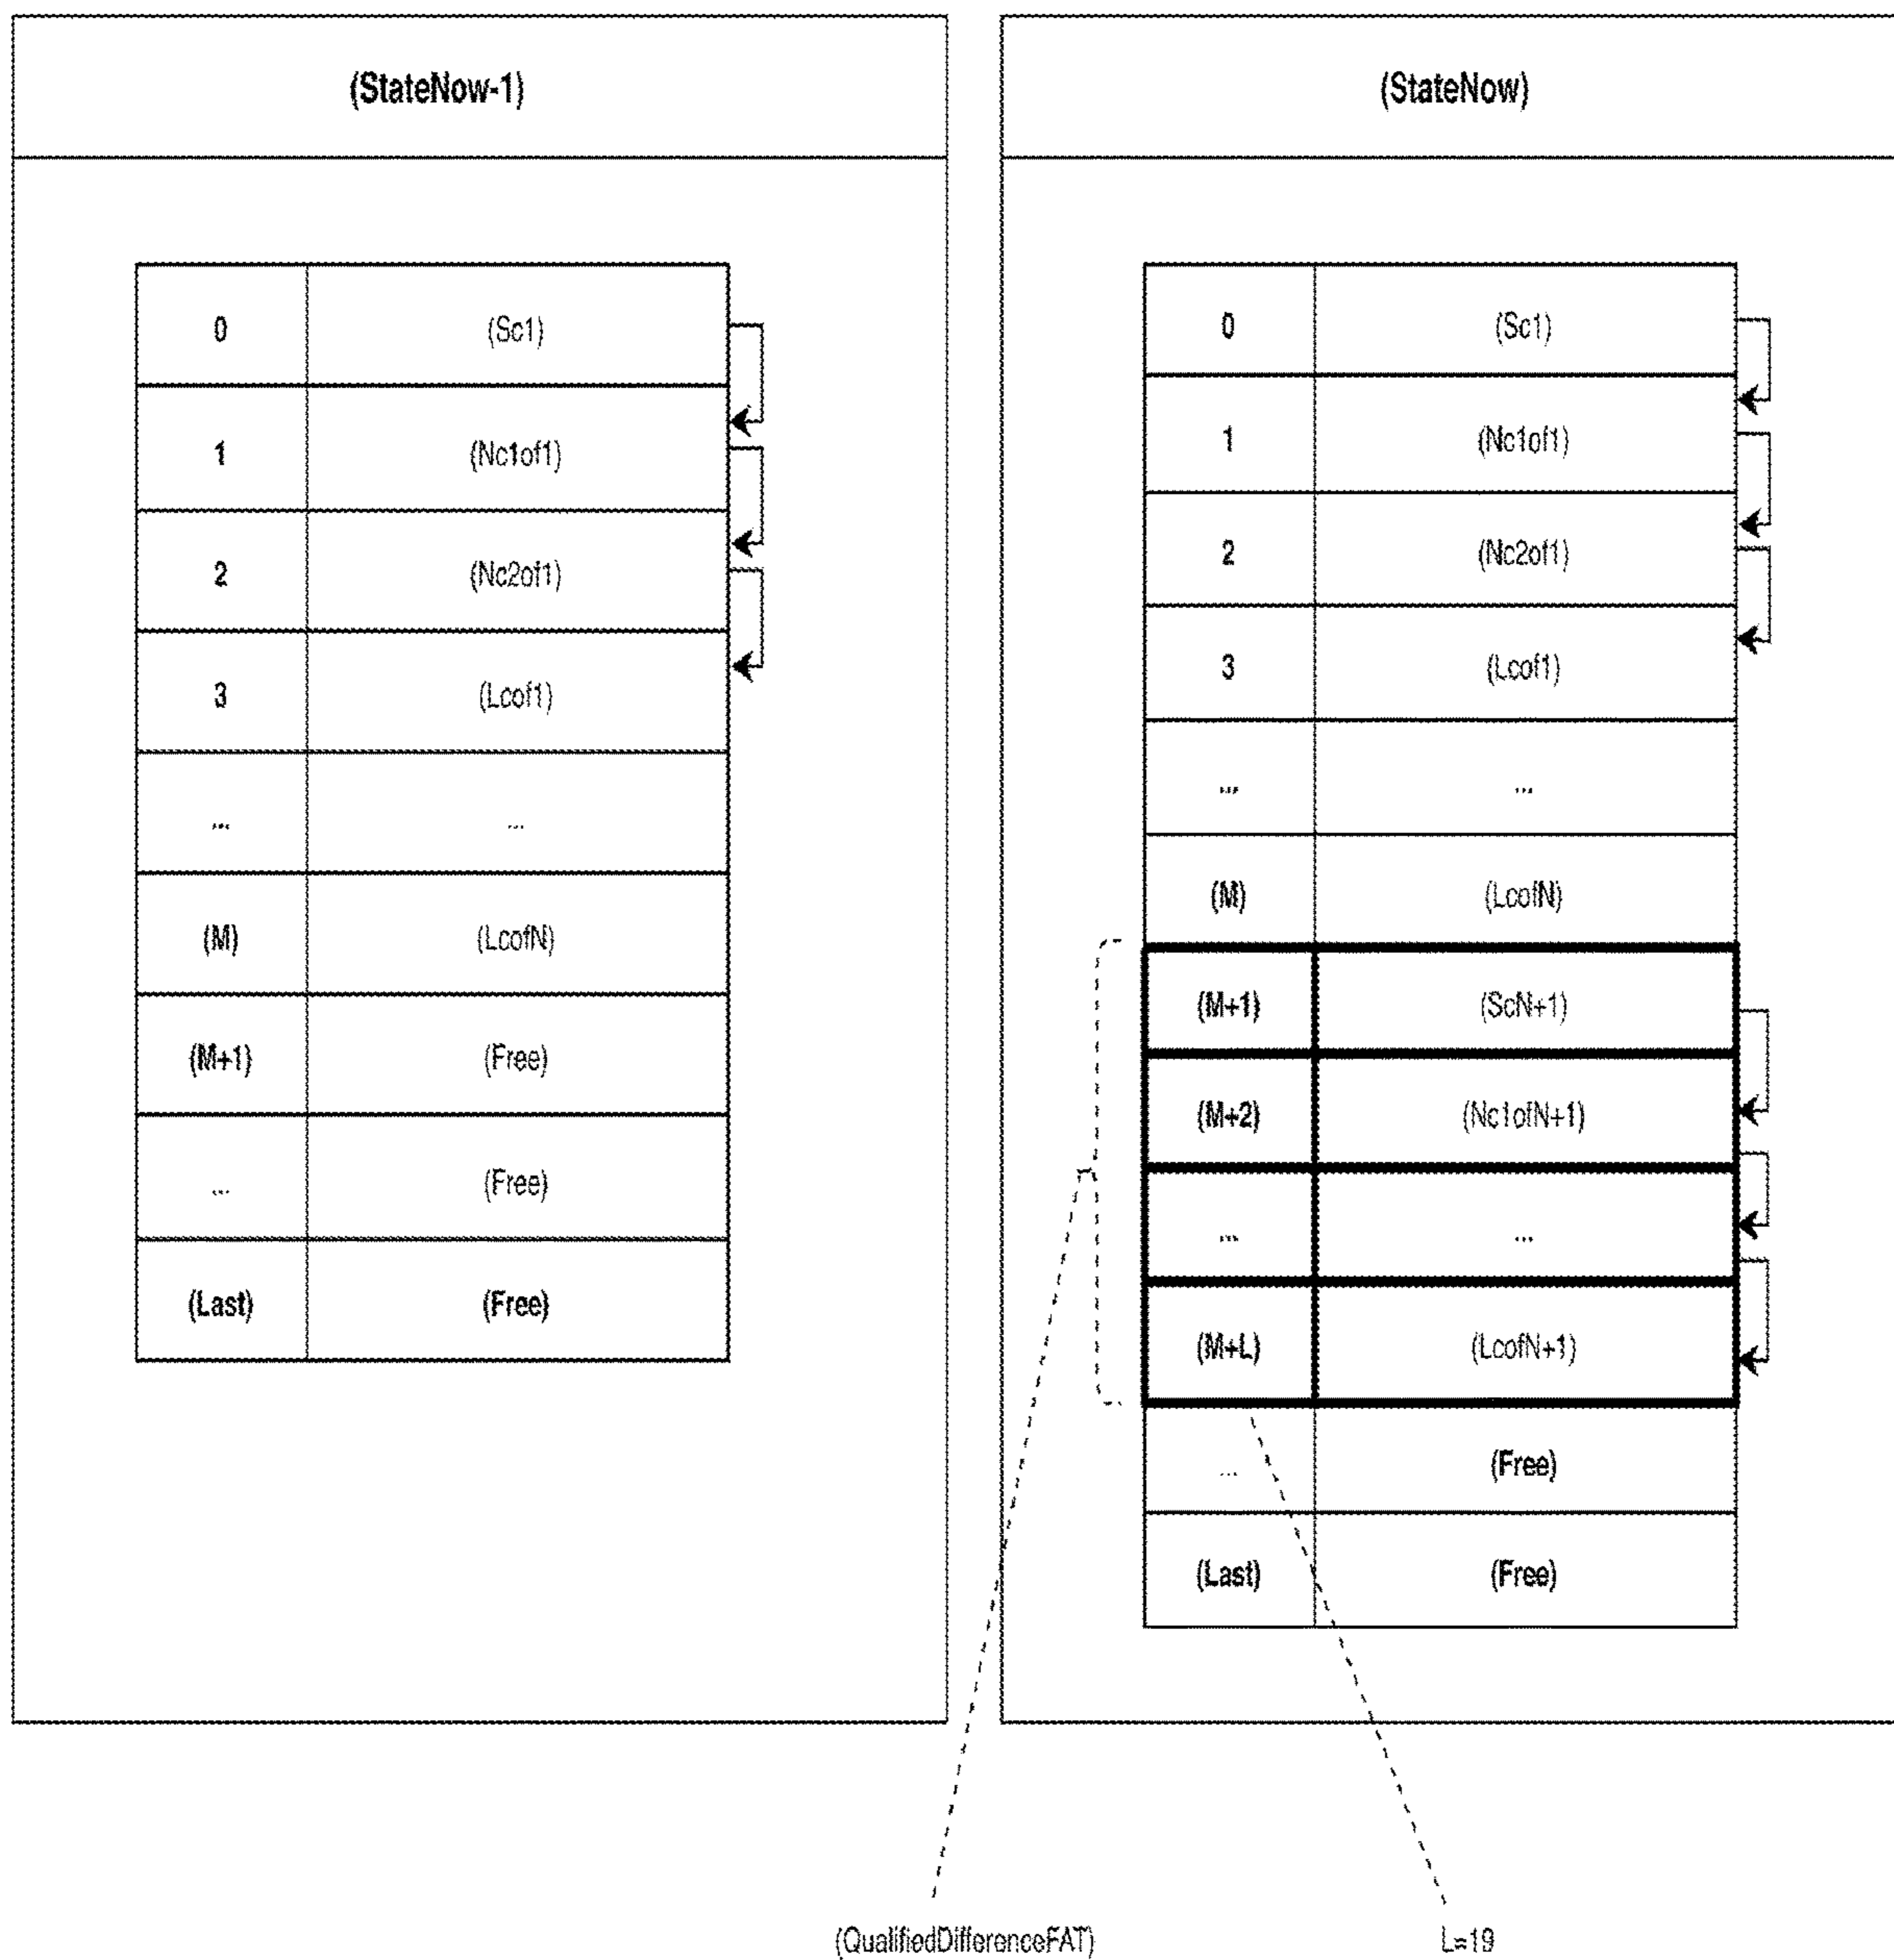 (StateNow-1)
0 (Sc1)
1 (Nc1of1)
2 (Nc2of1)
3 (Lcof1)
... ...
(M) (LcofN)
(M+1) (Free)
... (Free)
(Last) (Free)
(StateNow)
0 (Sc1)
1 (Nc1of1)
2 (Nc2of1)
3 (Lcof1)
... ...
(M) (LcofN)
(M+1) (ScN+1)
(M+2) (Nc1ofN+1)
... ...
(M+L) (LcofN+1)
... (Free)
(Last) (Free)
(QualifiedDifferenceFAT)
L=19